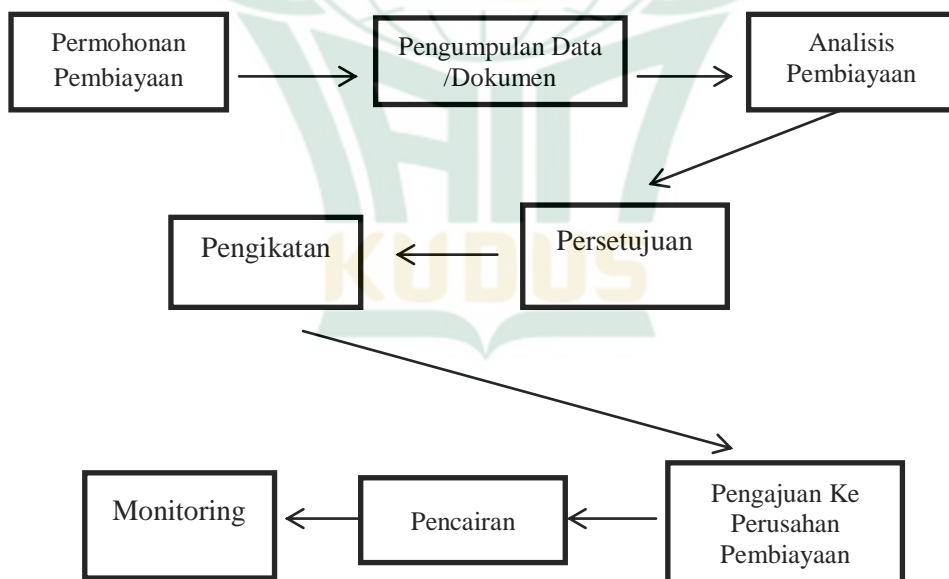 Permohonan
Pembiayaan
Pengumpulan Data
/Dokumen
Analisis
Pembiayaan
Persetujuan
Pengikatan
KUDUS
Pengajuan Ke
Perusahan
Pembiayaan
Pencairan
Monitoring